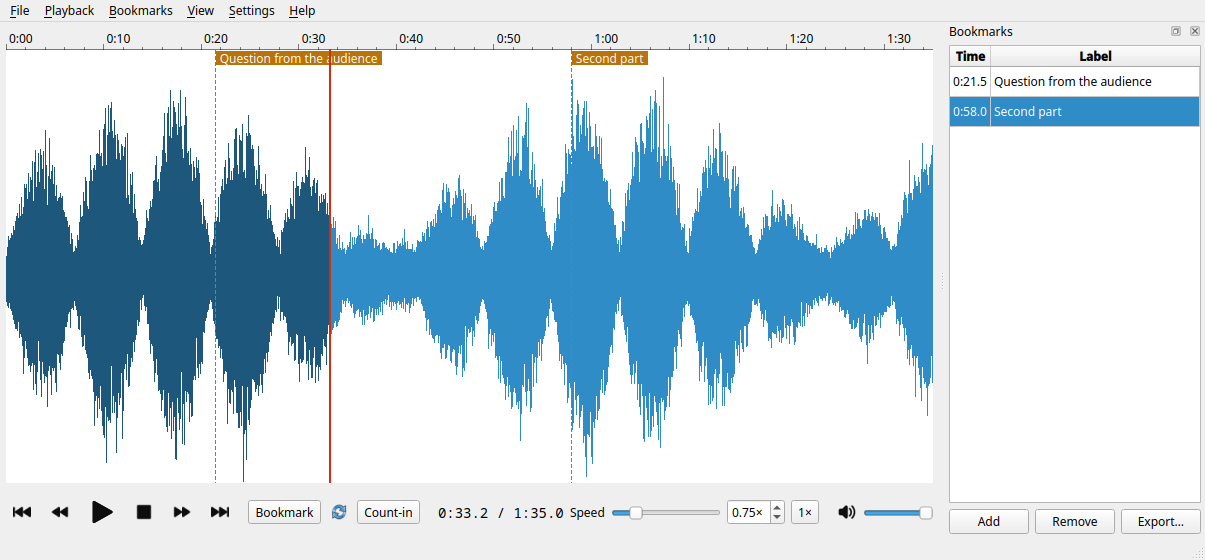 File Playback Bookmarks View Settings Help
0:00 0:10 0:20 0:30 0:40 0:50 1:00 1:10 1:20 1:30
Question from the audience Second part
Bookmarks
Time Label
0:21.5 Question from the audience
0:58.0 Second part
Bookmark Count-in 0:33.2 / 1:35.0 Speed 0.75× 1×
Add Remove Export...